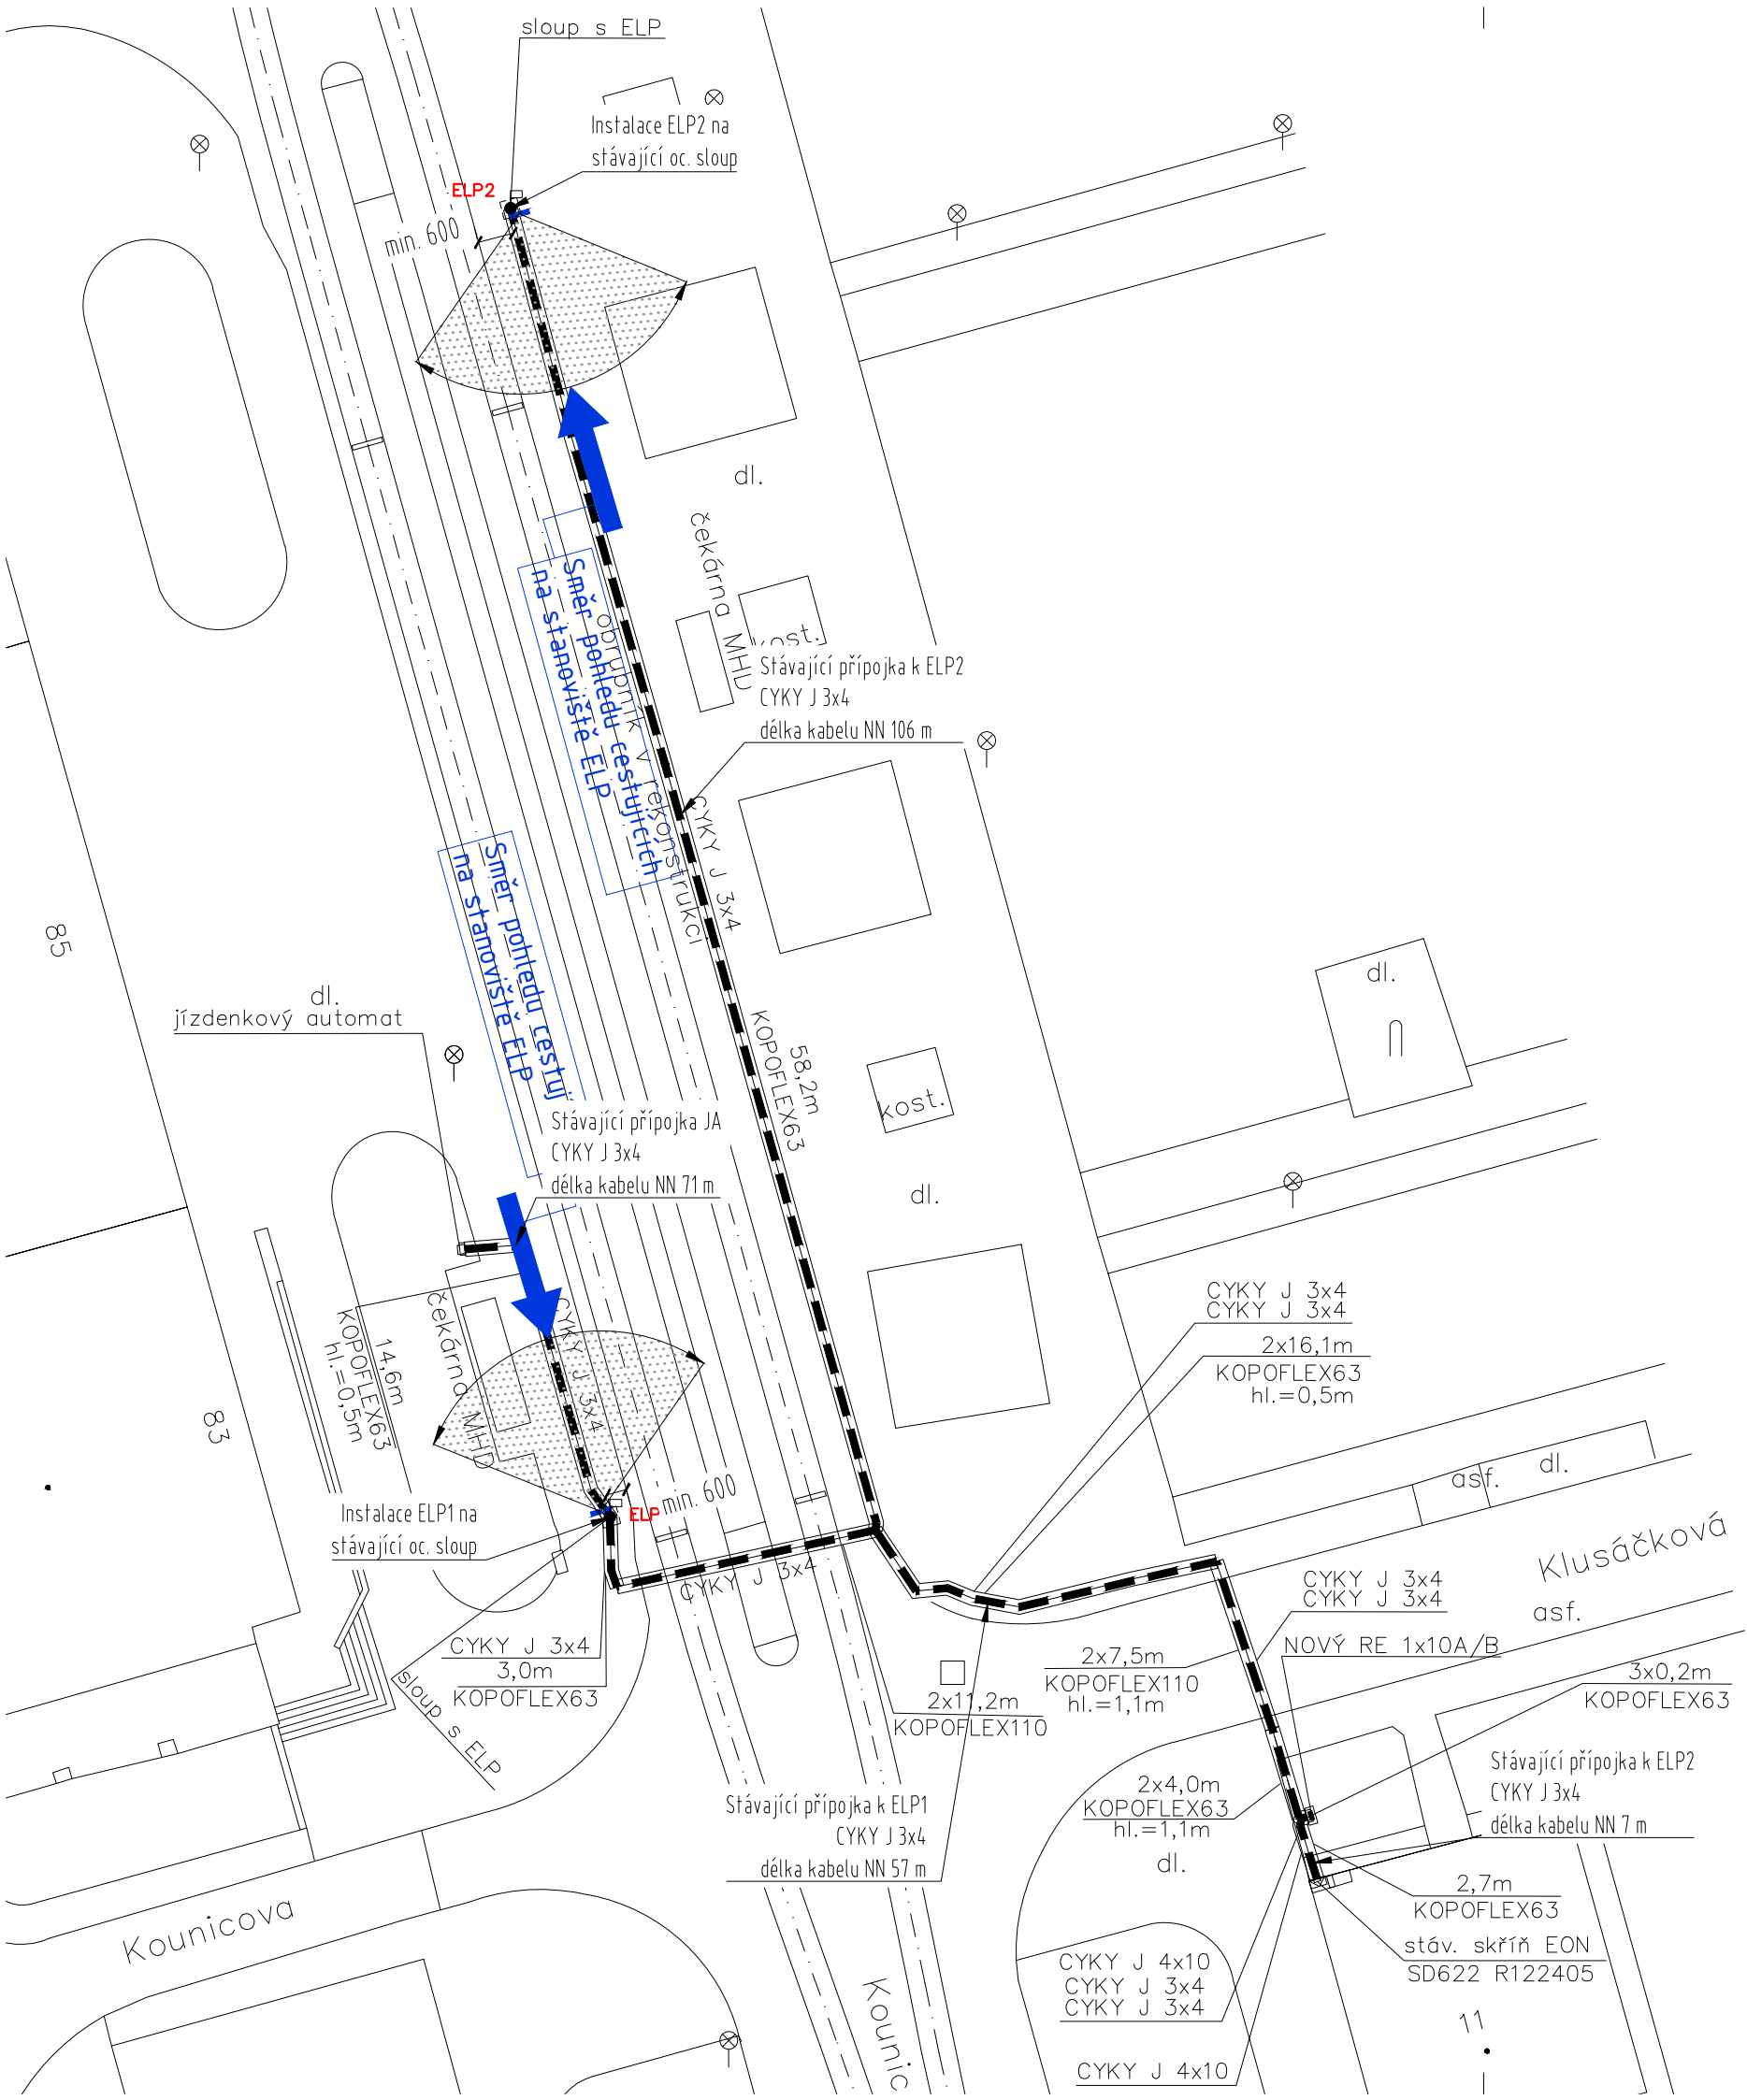 sloup s ELP
Instalace ELP2 na
stávající oc. sloup
ELP2
min. 600
dl.
čekárna MHD
kost.
Směr pohledu cestujících
na stanoviště ELP
obrubník v rekonstrukci
Stávající přípojka k ELP2
CYKY J 3x4
délka kabelu NN 106 m
CYKY J 3x4
Směr pohledu cestuj
na stanoviště ELP
85
dl.
jízdenkový automat
58,2m
KOPOFLEX63
dl.
kost.
Stávající přípojka JA
CYKY J 3x4
délka kabelu NN 71 m
dl.
CYKY J 3x4
CYKY J 3x4
2x16,1m
KOPOFLEX63
hl.=0,5m
14,6m
KOPOFLEX63
hl.=0,5m
čekárna MHD
CYKY J 3x4
83
Instalace ELP1 na
stávající oc. sloup
ELP
min. 600
asf.
dl.
Klusáčková
asf.
CYKY J 3x4
CYKY J 3x4
CYKY J 3x4
NOVÝ RE 1x10A/B
CYKY J 3x4
3,0m
KOPOFLEX63
sloup s ELP
2x7,5m
KOPOFLEX110
hl.=1,1m
2x11,2m
KOPOFLEX110
3x0,2m
KOPOFLEX63
Stávající přípojka k ELP2
CYKY J 3x4
délka kabelu NN 7 m
Stávající přípojka k ELP1
CYKY J 3x4
délka kabelu NN 57 m
2x4,0m
KOPOFLEX63
hl.=1,1m
dl.
2,7m
KOPOFLEX63
stáv. skříň EON
SD622 R122405
Kounicova
Kounic
CYKY J 4x10
CYKY J 3x4
CYKY J 3x4
11
CYKY J 4x10